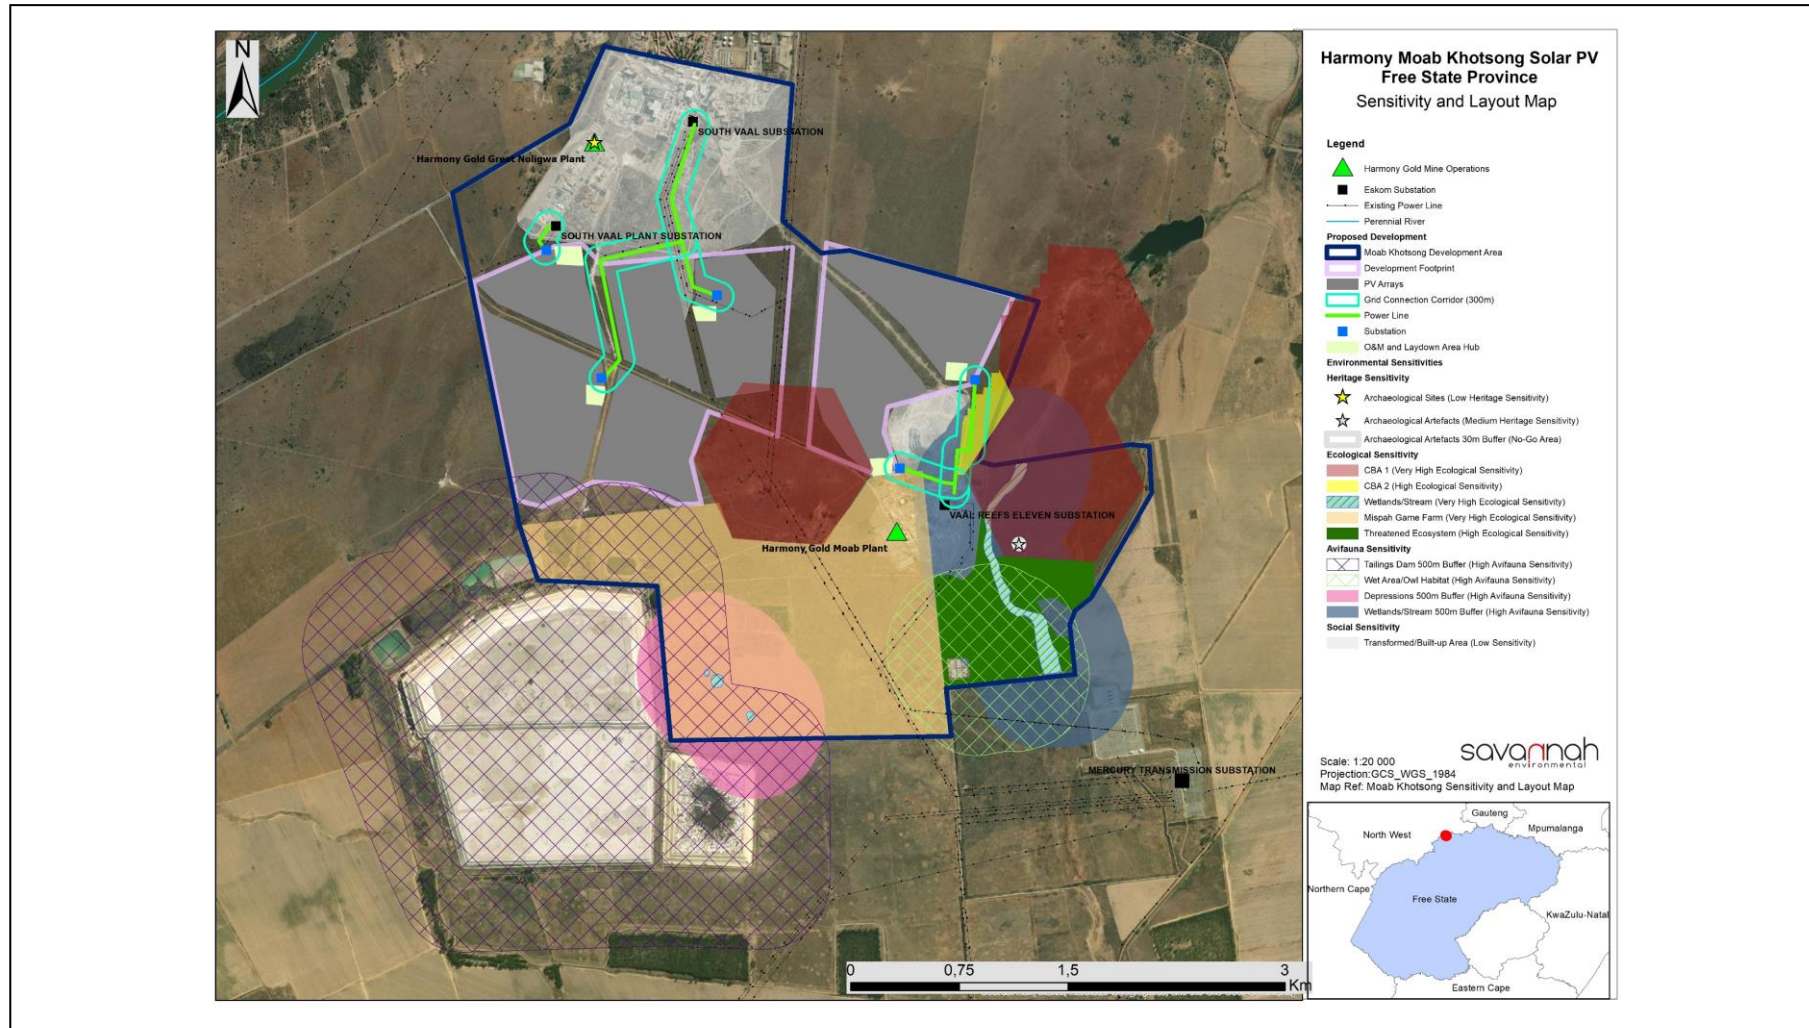 N
SOUTH VAAL SUBSTATION
Harmony Gold Great Noligwa Plant
SOUTH VAAL PLANT SUBSTATION
VAAL REEFS ELEVEN SUBSTATION
Harmony Gold Moab Plant
MERCURY TRANSMISSION SUBSTATION
0 0,75 1,5 3
Km
Harmony Moab Khotsong Solar PV
Free State Province
Sensitivity and Layout Map
Legend
Harmony Gold Mine Operations
Eskom Substation
Existing Power Line
Perennial River
Proposed Development
Moab Khotsong Development Area
Development Footprint
PV Arrays
Grid Connection Corridor (300m)
Power Line
Substation
O&M and Laydown Area Hub
Environmental Sensitivities
Heritage Sensitivity
Archaeological Sites (Low Heritage Sensitivity)
Archaeological Artefacts (Medium Heritage Sensitivity)
Archaeological Artefacts 30m Buffer (No-Go Area)
Ecological Sensitivity
CBA 1 (Very High Ecological Sensitivity)
CBA 2 (High Ecological Sensitivity)
Wetlands/Stream (Very High Ecological Sensitivity)
Mispah Game Farm (Very High Ecological Sensitivity)
Threatened Ecosystem (High Ecological Sensitivity)
Avifauna Sensitivity
Tailings Dam 500m Buffer (High Avifauna Sensitivity)
Wet Area/Owl Habitat (High Avifauna Sensitivity)
Depressions 500m Buffer (High Avifauna Sensitivity)
Wetlands/Stream 500m Buffer (High Avifauna Sensitivity)
Social Sensitivity
Transformed/Built-up Area (Low Sensitivity)
savannah
environmental
Scale: 1:20 000
Projection:GCS_WGS_1984
Map Ref: Moab Khotsong Sensitivity and Layout Map
Gauteng
North West
Mpumalanga
Northern Cape
Free State
KwaZulu-Natal
Eastern Cape